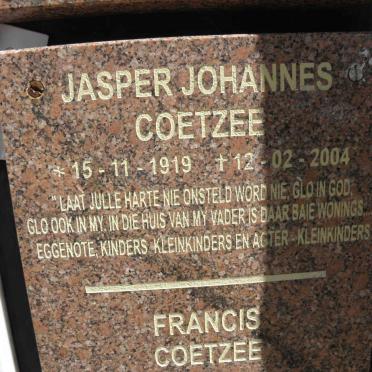 JASPER JOHANNES
COETZEE
* 15 - 11 - 1919 † 12 - 02 - 2004
"LAAT JULLE HARTE NIE ONSTELD WORD NIE, GLO IN GOD,
GLO OOK IN MY. IN DIE HUIS VAN MY VADER IS DAAR BAIE WONINGS."
EGGENOTE, KINDERS KLEINKINDERS EN AGTER - KLEINKINDERS
FRANCIS
COETZEE